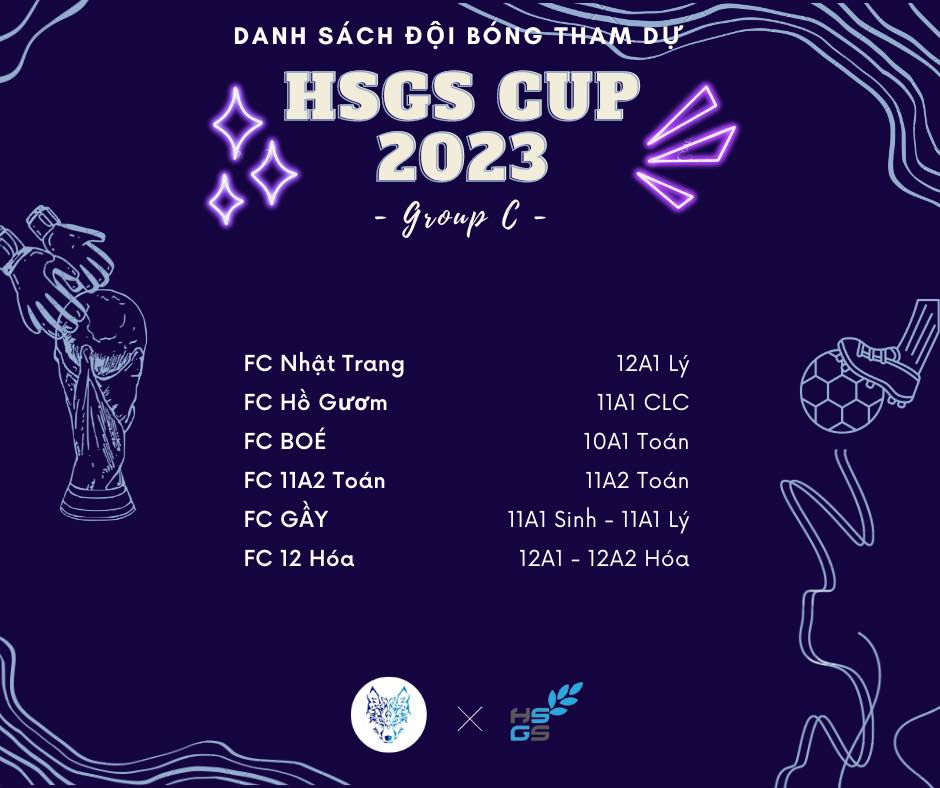 DANH SÁCH ĐỘI BÓNG THAM DỰ
HSGS CUP
2023
- Group C -
FC Nhật Trang 12A1 Lý
FC Hồ Gươm 11A1 CLC
FC BOÉ 10A1 Toán
FC 11A2 Toán 11A2 Toán
FC GẦY 11A1 Sinh - 11A1 Lý
FC 12 Hóa 12A1 - 12A2 Hóa
HS
GS